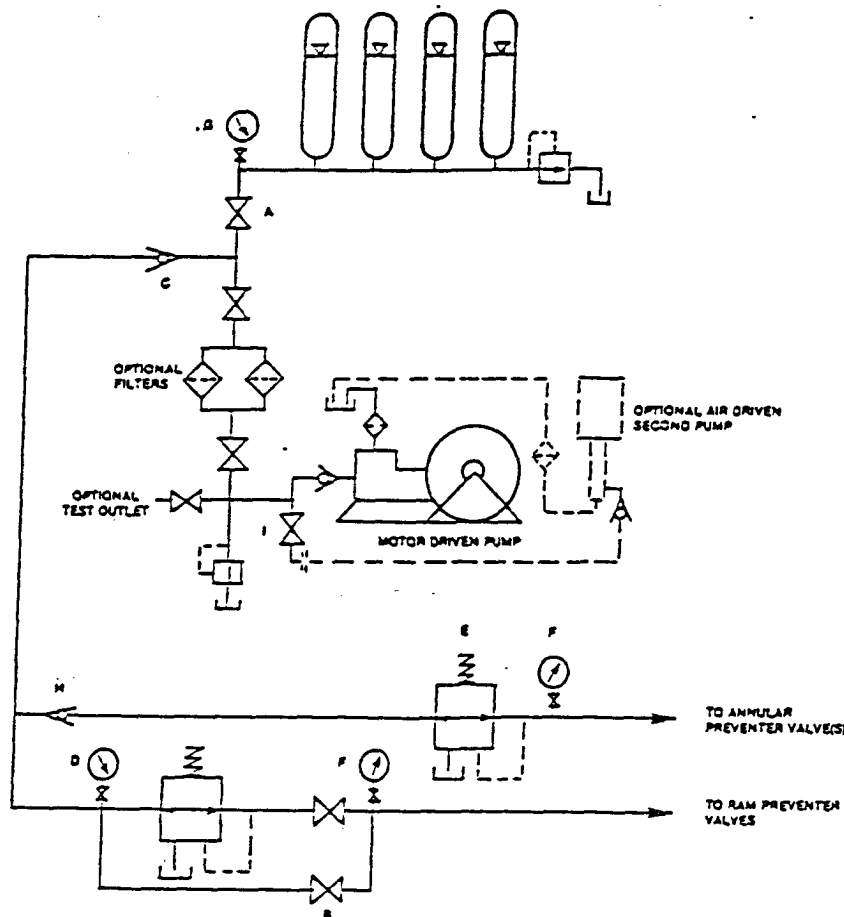 G
A
C
OPTIONAL
FILTERS
OPTIONAL AIR DRIVEN
SECOND PUMP
OPTIONAL
TEST OUTLET
I
MOTOR DRIVEN PUMP
E
F
H
TO ANNULAR
PREVENTER VALVE(S)
D
F
TO RAM PREVENTER
VALVES
B